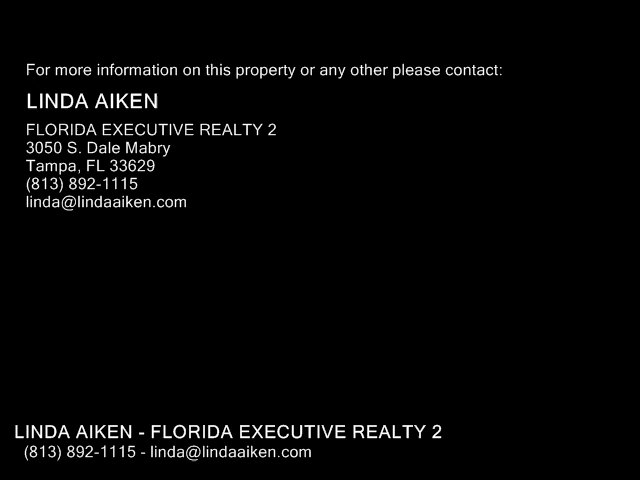 For more information on this property or any other please contact:
LINDA AIKEN
FLORIDA EXECUTIVE REALTY 2
3050 S. Dale Mabry
Tampa, FL 33629
(813) 892-1115
linda@lindaaiken.com
LINDA AIKEN - FLORIDA EXECUTIVE REALTY 2
(813) 892-1115 - linda@lindaaiken.com